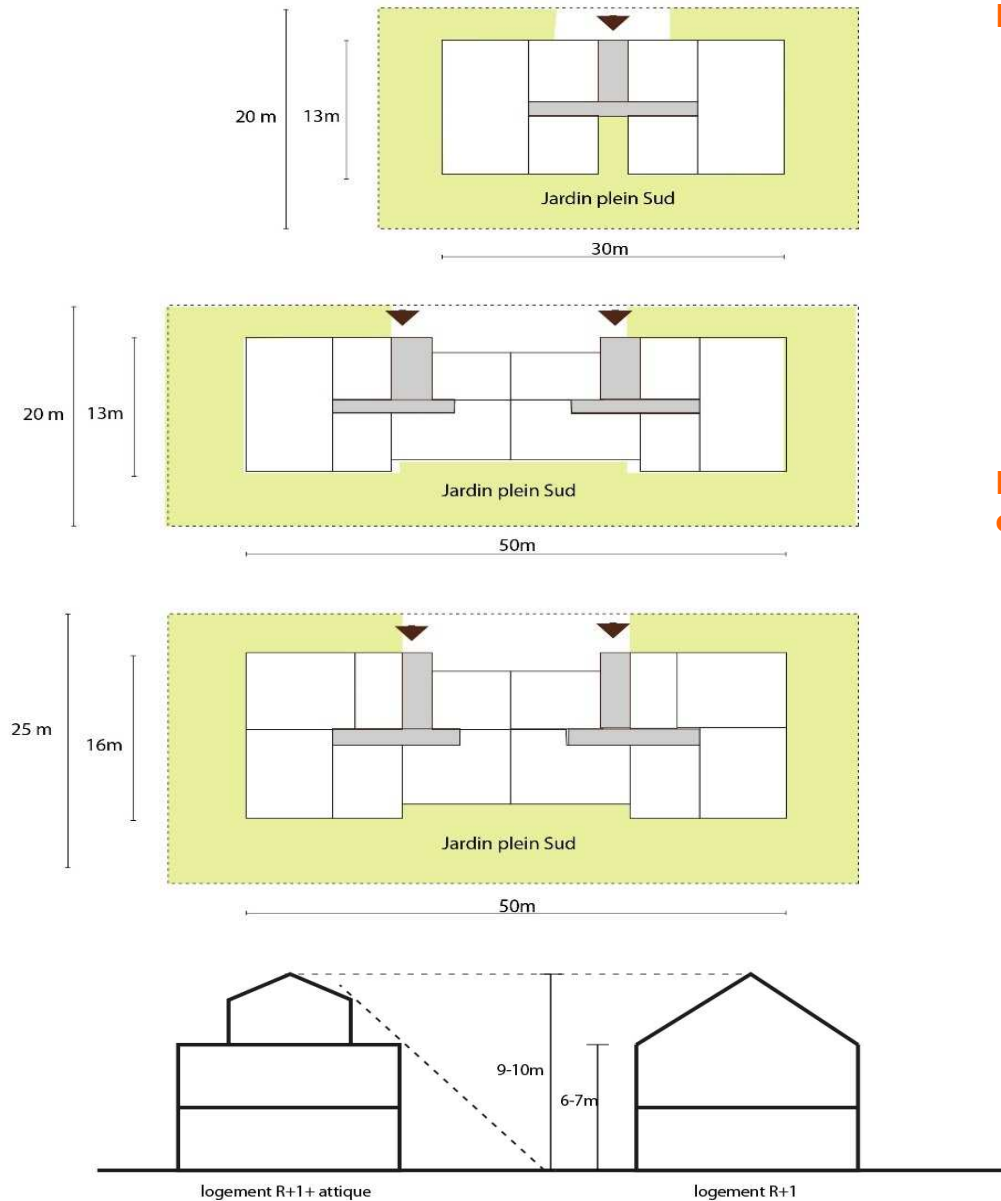 20 m
13m
Jardin plein Sud
30m
20 m
13m
Jardin plein Sud
50m
25 m
16m
Jardin plein Sud
50m
9-10m
6-7m
logement R+1+ attique
logement R+1